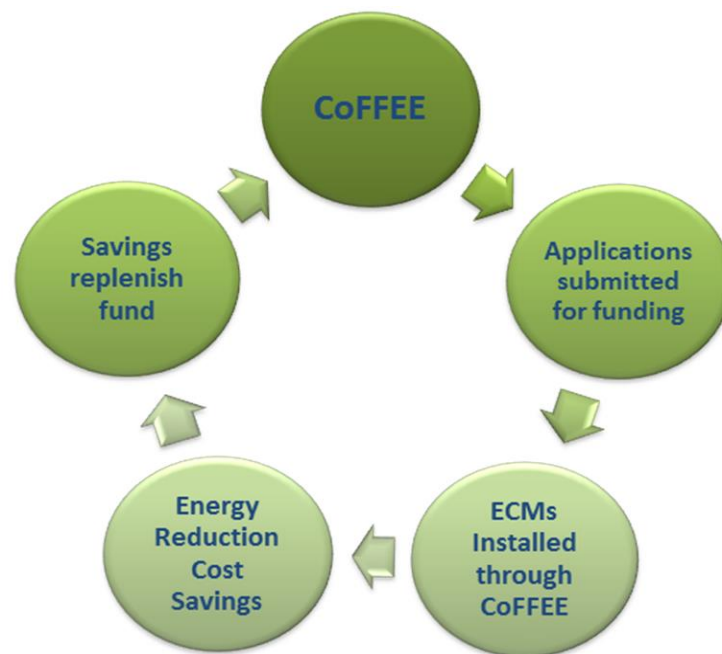 CoFFEE
Applications
submitted
for funding
ECMs
Installed
through
CoFFEE
Energy
Reduction
Cost
Savings
Savings
replenish
fund